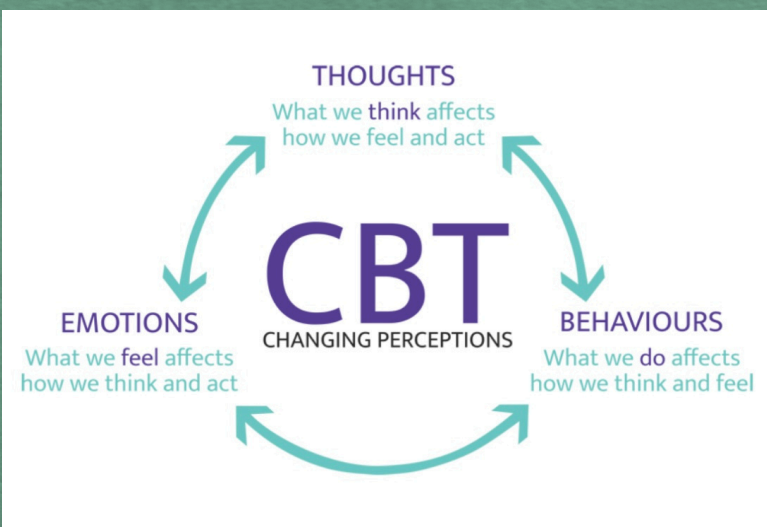 THOUGHTS
What we think affects
how we feel and act
CBT
CHANGING PERCEPTIONS
EMOTIONS
What we feel affects
how we think and act
BEHAVIOURS
What we do affects
how we think and feel